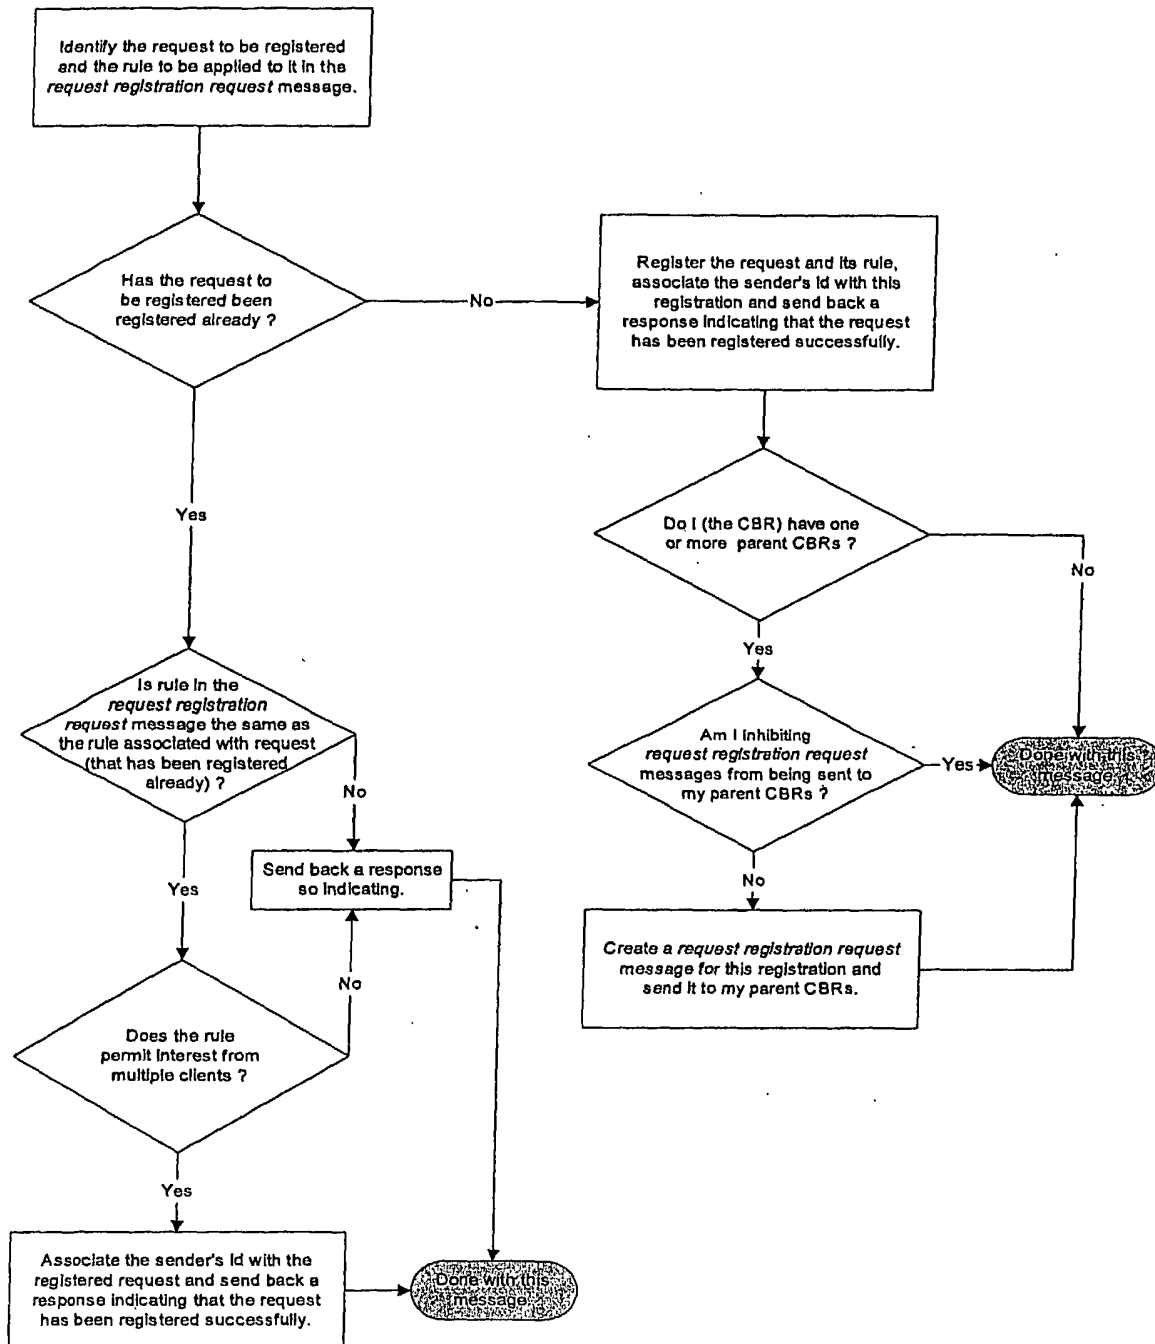 Identify the request to be registered
and the rule to be applied to it in the
request registration request message.
Has the request to
be registered been
registered already ?
No
Register the request and its rule,
associate the sender's id with this
registration and send back a
response indicating that the request
has been registered successfully.
Yes
Do I (the CBR) have one
or more parent CBRs ?
No
Yes
Is rule in the
request registration
request message the same as
the rule associated with request
(that has been registered
already) ?
No
Am I inhibiting
request registration request
messages from being sent to
my parent CBRs ?
Yes
Done with this
message
Yes
Send back a response
so indicating.
No
Create a request registration request
message for this registration and
send it to my parent CBRs.
No
Does the rule
permit interest from
multiple clients ?
Yes
Associate the sender's id with the
registered request and send back a
response indicating that the request
has been registered successfully.
Done with this
message